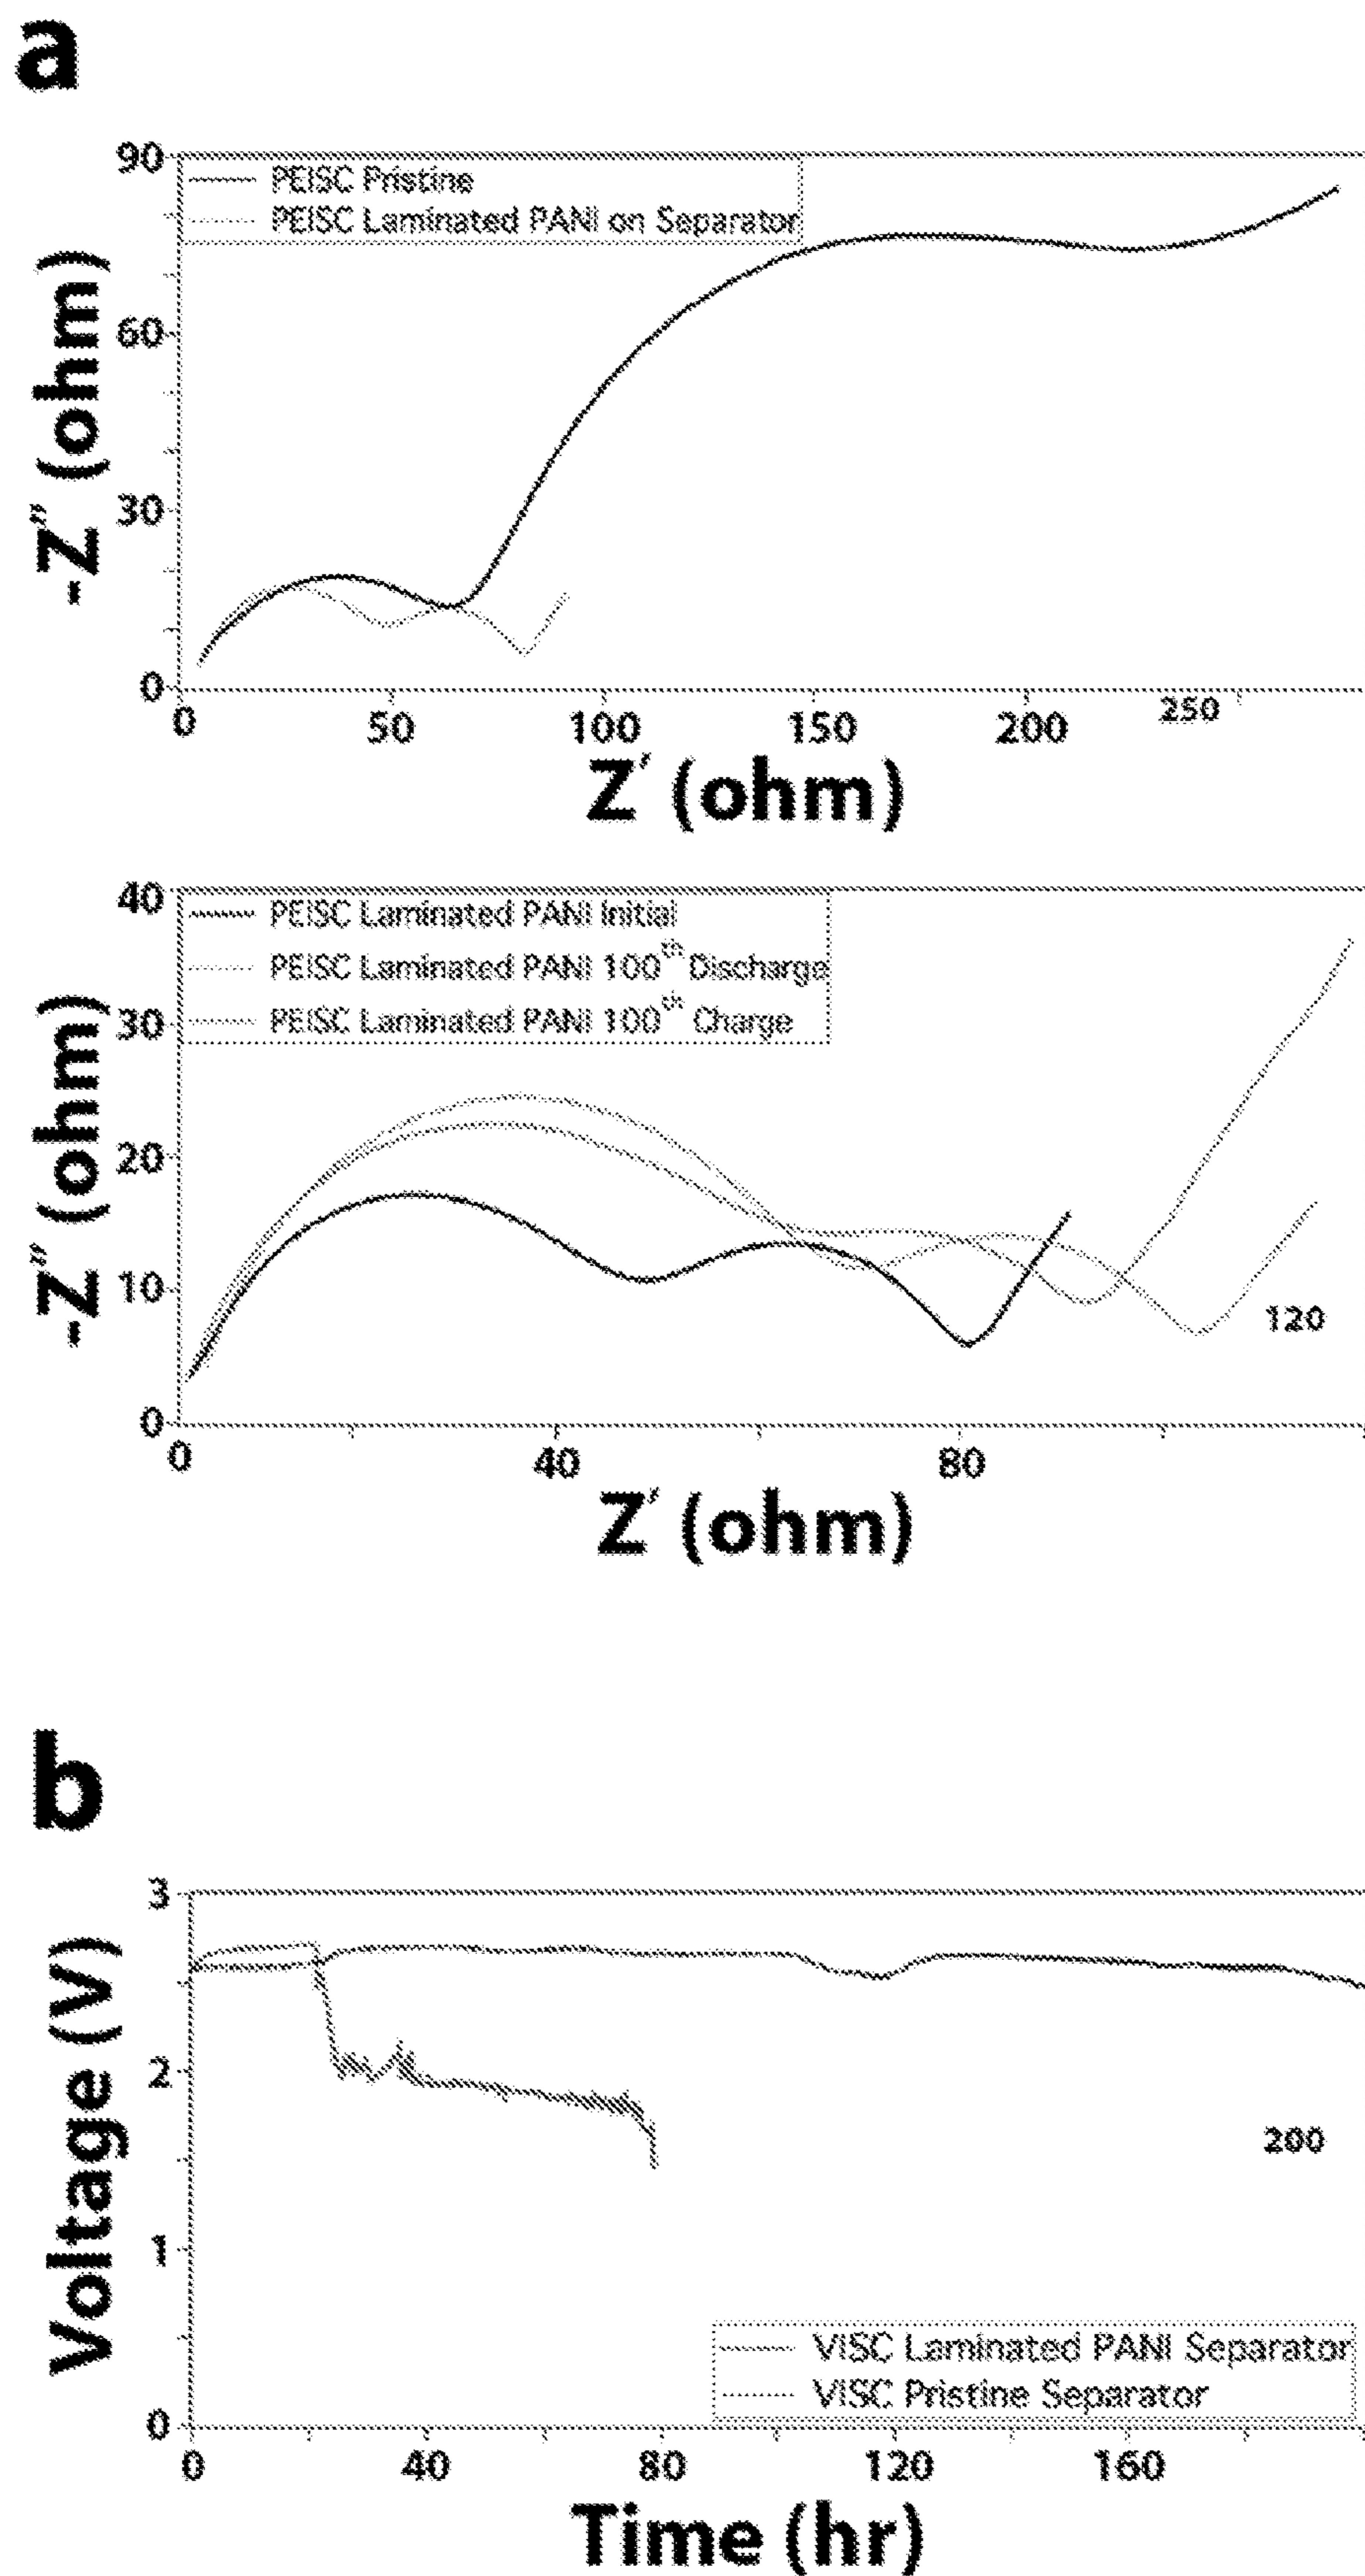 a
90
60
30
0
-Z″ (ohm)
PEISC Pristine
PEISC Laminated PANI on Separator
0 50 100 150 200 250
Z′ (ohm)
40
30
20
10
0
-Z″ (ohm)
PEISC Laminated PANI Initial
PEISC Laminated PANI 100th Discharge
PEISC Laminated PANI 100th Charge
120
0 40 80
Z′ (ohm)
b
3
2
1
0
Voltage (V)
200
VISC Laminated PANI Separator
VISC Pristine Separator
0 40 80 120 160
Time (hr)